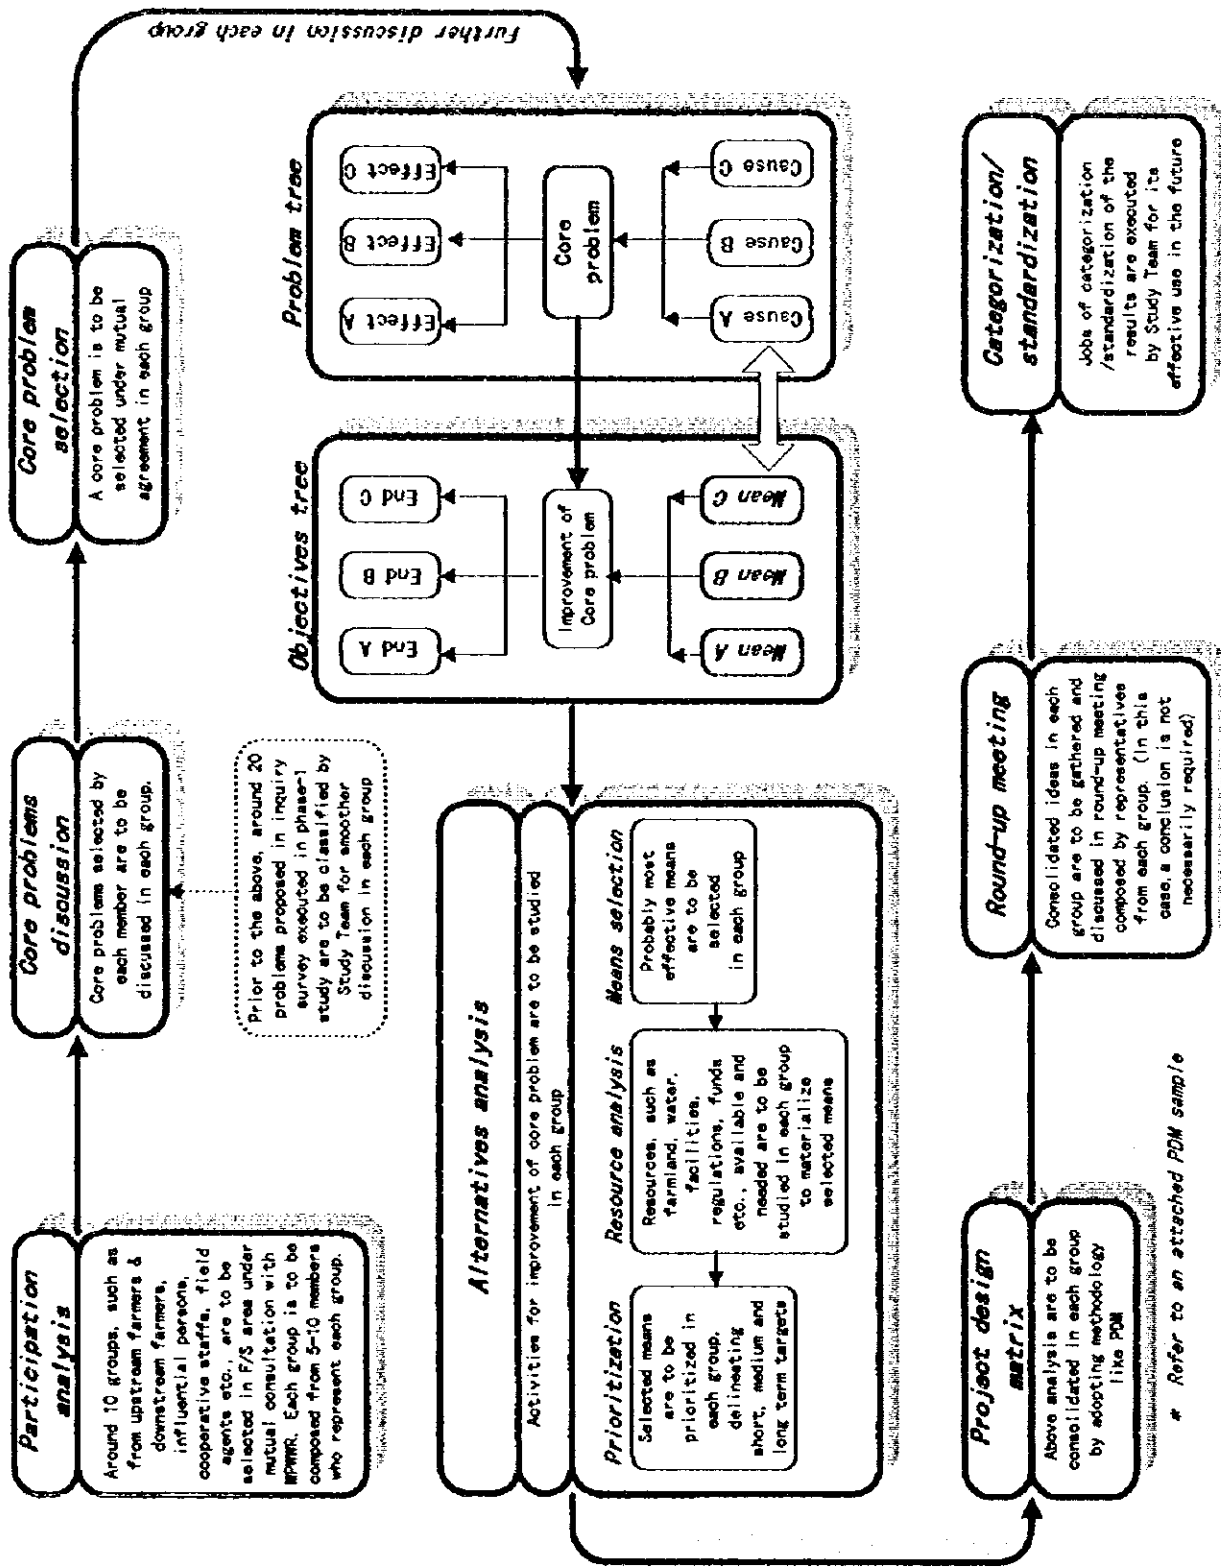 Participation
analysis
Around 10 groups, such as
from upstream farmers &
downstream farmers,
influential persons,
cooperative staffs, field
agents etc., are to be
selected in F/S area under
mutual consultation with
MPWWR. Each group is to be
composed from 5-10 members
who represent each group.
Core problems
discussion
Core problems selected by
each member are to be
discussed in each group.
Prior to the above, around 20
problems proposed in inquiry
survey executed in phaser-1
study are to be classified by
Study Team for smoother
discussion in each group
Core problem
selection
A core problem is to be
selected under mutual
agreement in each group
Further discussion in each group
Problem tree
Effect A
Effect B
Effect C
Core
problem
Cause A
Cause B
Cause C
Objectives tree
End A
End B
End C
Improvement of
Core problem
Mean A
Mean B
Mean C
Alternatives analysis
Activities for improvement of core problem are to be studied
in each group
Prioritization
Selected means
are to be
prioritized in
each group,
delineating
short, medium and
long term targets
Resource analysis
Resources, such as
farmland, water,
facilities,
regulations, funds
etc., available and
needed are to be
studied in each group
to materialize
selected means
Means selection
Probably most
effective means
are to be
selected
in each group
Project design
matrix
Above analysis are to be
consolidated in each group
by adopting methodology
like PDM
Round-up meeting
Consolidated ideas in each
group are to be gathered and
discussed in round-up meeting
composed by representatives
from each group. (In this
case, a conclusion is not
necessarily required)
Categorization/
standardization
Jobs of categorization
/standardization of the
results are executed
by Study Team for its
effective use in the future
* Refer to an attached PDM sample